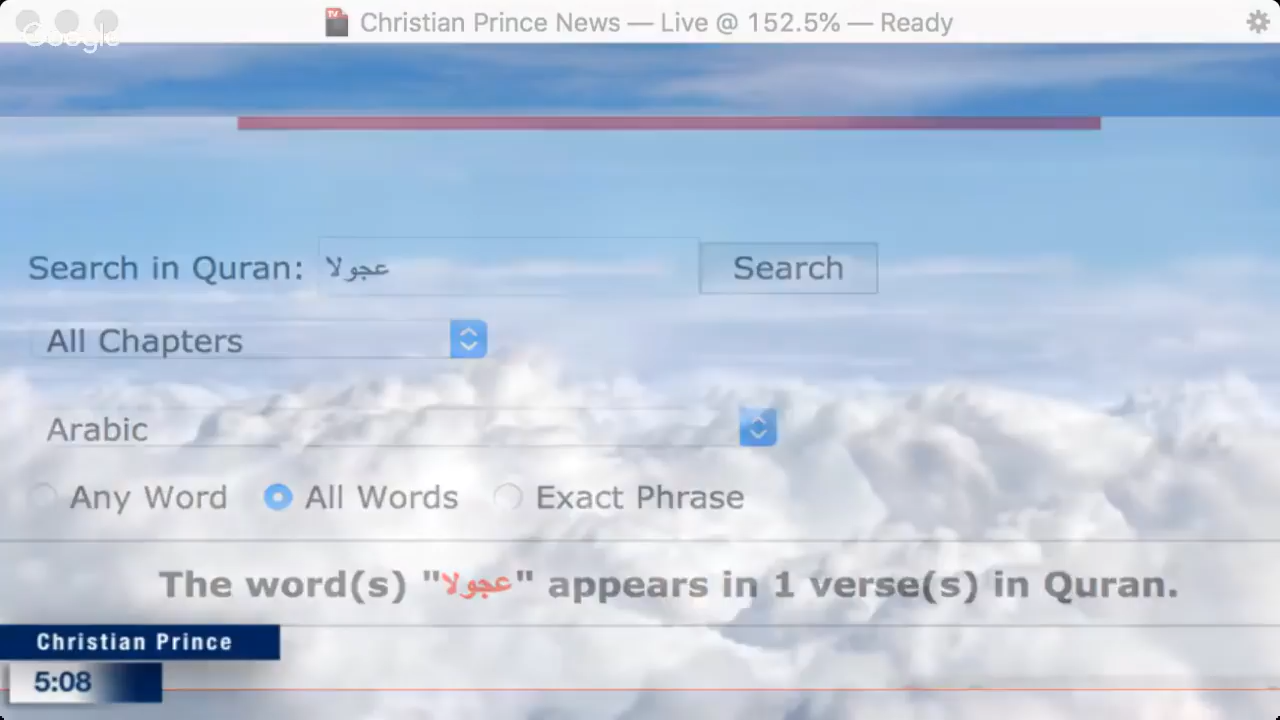 Christian Prince News — Live @ 152.5% — Ready
Google
Search in Quran: عجولا Search
All Chapters
Arabic
Any Word All Words Exact Phrase
The word(s) "عجولا" appears in 1 verse(s) in Quran.
Christian Prince
5:08